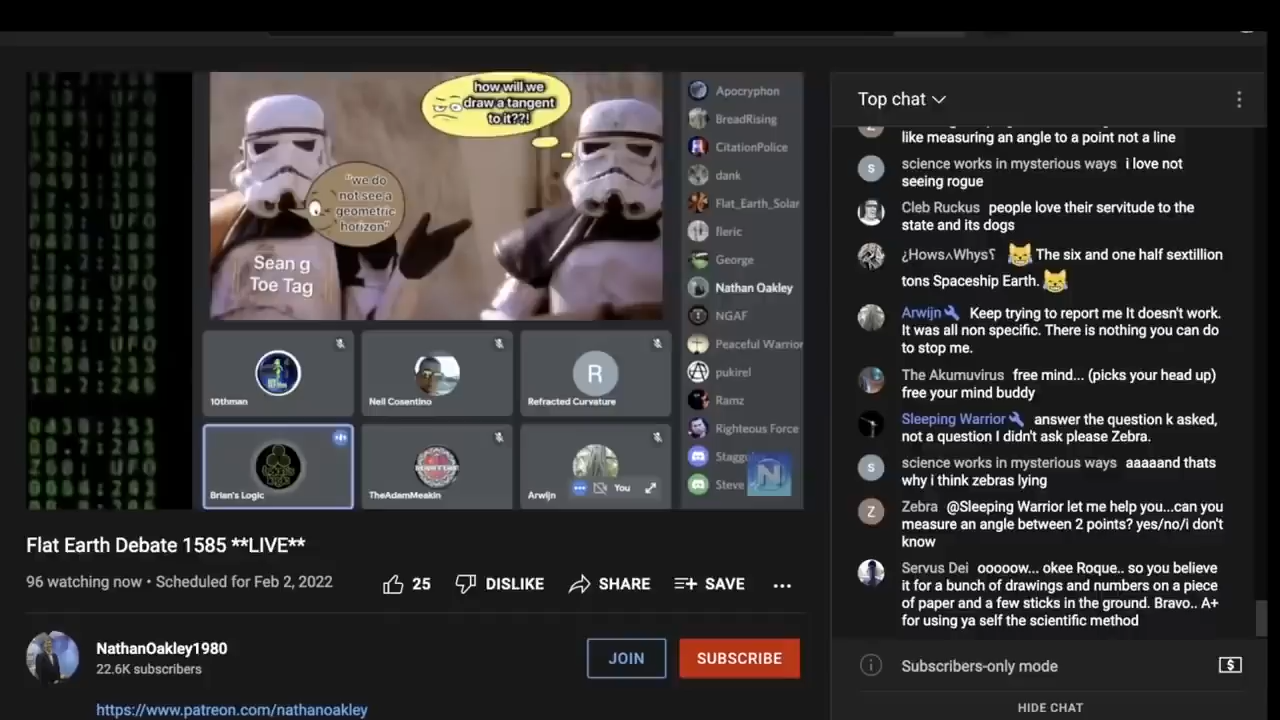 how will we
draw a tangent
to it??!
"we do
not see a
geometric
horizon"
Sean g
Toe Tag
Apocryphon
BreadRising
CitationPolice
dank
Flat_Earth_Solar
fleric
George
Nathan Oakley
NGAF
Peaceful Warrior
pukirel
Ramz
Righteous Force
Steve
N
10thman
Nell Cosentino
R
Refracted Curvature
Brian's Logic
TheAdamMeakin
Arwijn
You
Flat Earth Debate 1585 **LIVE**
96 watching now • Scheduled for Feb 2, 2022
25
DISLIKE
SHARE
SAVE
NathanOakley1980
22.6K subscribers
JOIN
SUBSCRIBE
https://www.patreon.com/nathanoakley
Top chat
like measuring an angle to a point not a line
science works in mysterious ways i love not
seeing rogue
Cleb Ruckus people love their servitude to the
state and its dogs
¿HowsʌWhys⸮ 😹 The six and one half sextillion
tons Spaceship Earth. 😹
Arwijn Keep trying to report me It doesn't work.
It was all non specific. There is nothing you can do
to stop me.
The Akumuvirus free mind... (picks your head up)
free your mind buddy
Sleeping Warrior answer the question k asked,
not a question I didn't ask please Zebra.
science works in mysterious ways aaaaand thats
why i think zebras lying
Zebra @Sleeping Warrior let me help you...can you
measure an angle between 2 points? yes/no/i don't
know
Servus Dei ooooow... okee Roque.. so you believe
it for a bunch of drawings and numbers on a piece
of paper and a few sticks in the ground. Bravo.. A+
for using ya self the scientific method
Subscribers-only mode
HIDE CHAT